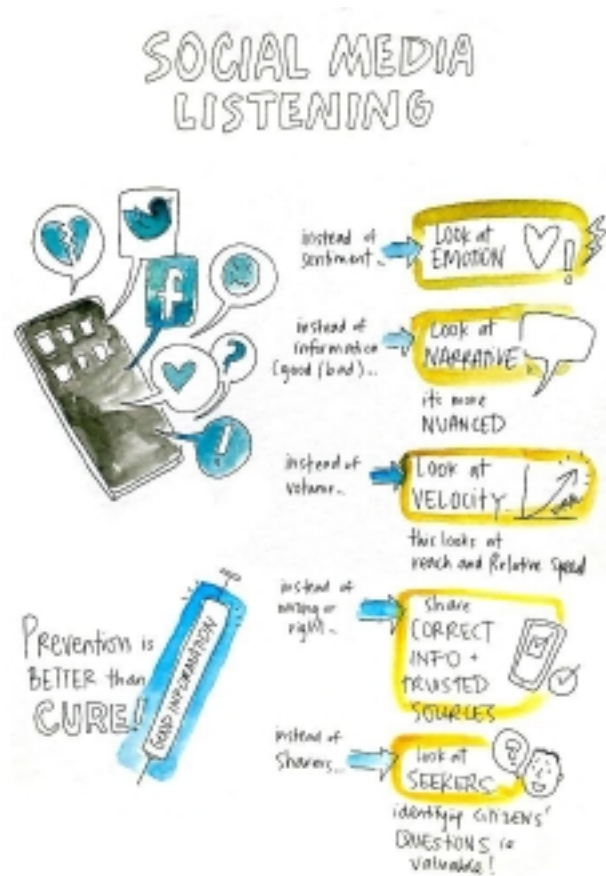 SOCIAL MEDIA
LISTENING
instead of
sentiment..
Look at
EMOTION
!
instead of
information
(good/bad)...
Look at
NARRATIVE
it's more
NUANCED
instead of
volume..
Look at
VELOCITY
this looks at
reach and Relative Speed
instead of
wrong or
right...
share
CORRECT
INFO +
TRUSTED
SOURCES
instead of
Sharers...
look at
SEEKERS
?
identifying CITIZENS'
QUESTIONS is
valuable!
f
?
!
Prevention is
BETTER than
CURE!
GOOD INFORMATION